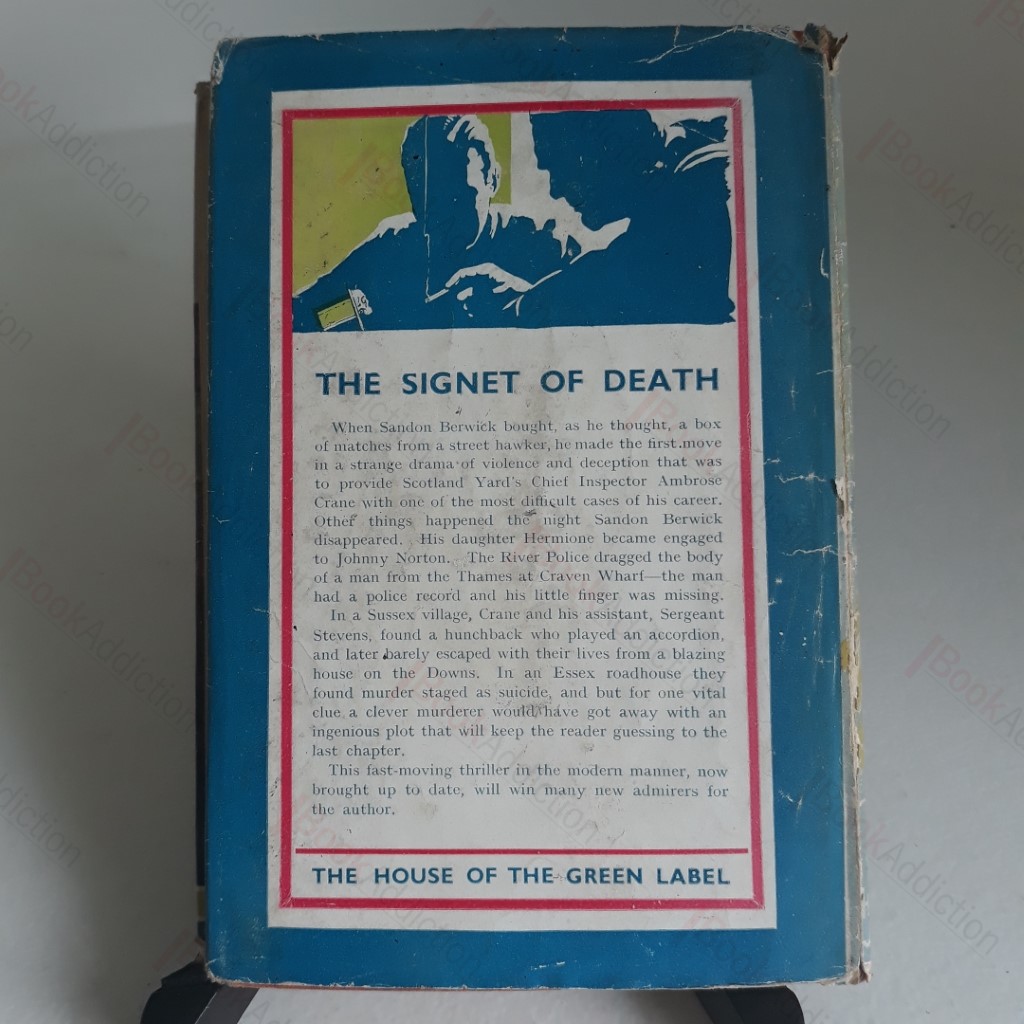 THE SIGNET OF DEATH
When Sandon Berwick bought, as he thought, a box
of matches from a street hawker, he made the first move
in a strange drama of violence and deception that was
to provide Scotland Yard's Chief Inspector Ambrose
Crane with one of the most difficult cases of his career.
Other things happened the night Sandon Berwick
disappeared. His daughter Hermione became engaged
to Johnny Norton. The River Police dragged the body
of a man from the Thames at Craven Wharf—the man
had a police record and his little finger was missing.
In a Sussex village, Crane and his assistant, Sergeant
Stevens, found a hunchback who played an accordion,
and later barely escaped with their lives from a blazing
house on the Downs. In an Essex roadhouse they
found murder staged as suicide, and but for one vital
clue a clever murderer would have got away with an
ingenious plot that will keep the reader guessing to the
last chapter.
This fast-moving thriller in the modern manner, now
brought up to date, will win many new admirers for
the author.
THE HOUSE OF THE GREEN LABEL
BookAddiction